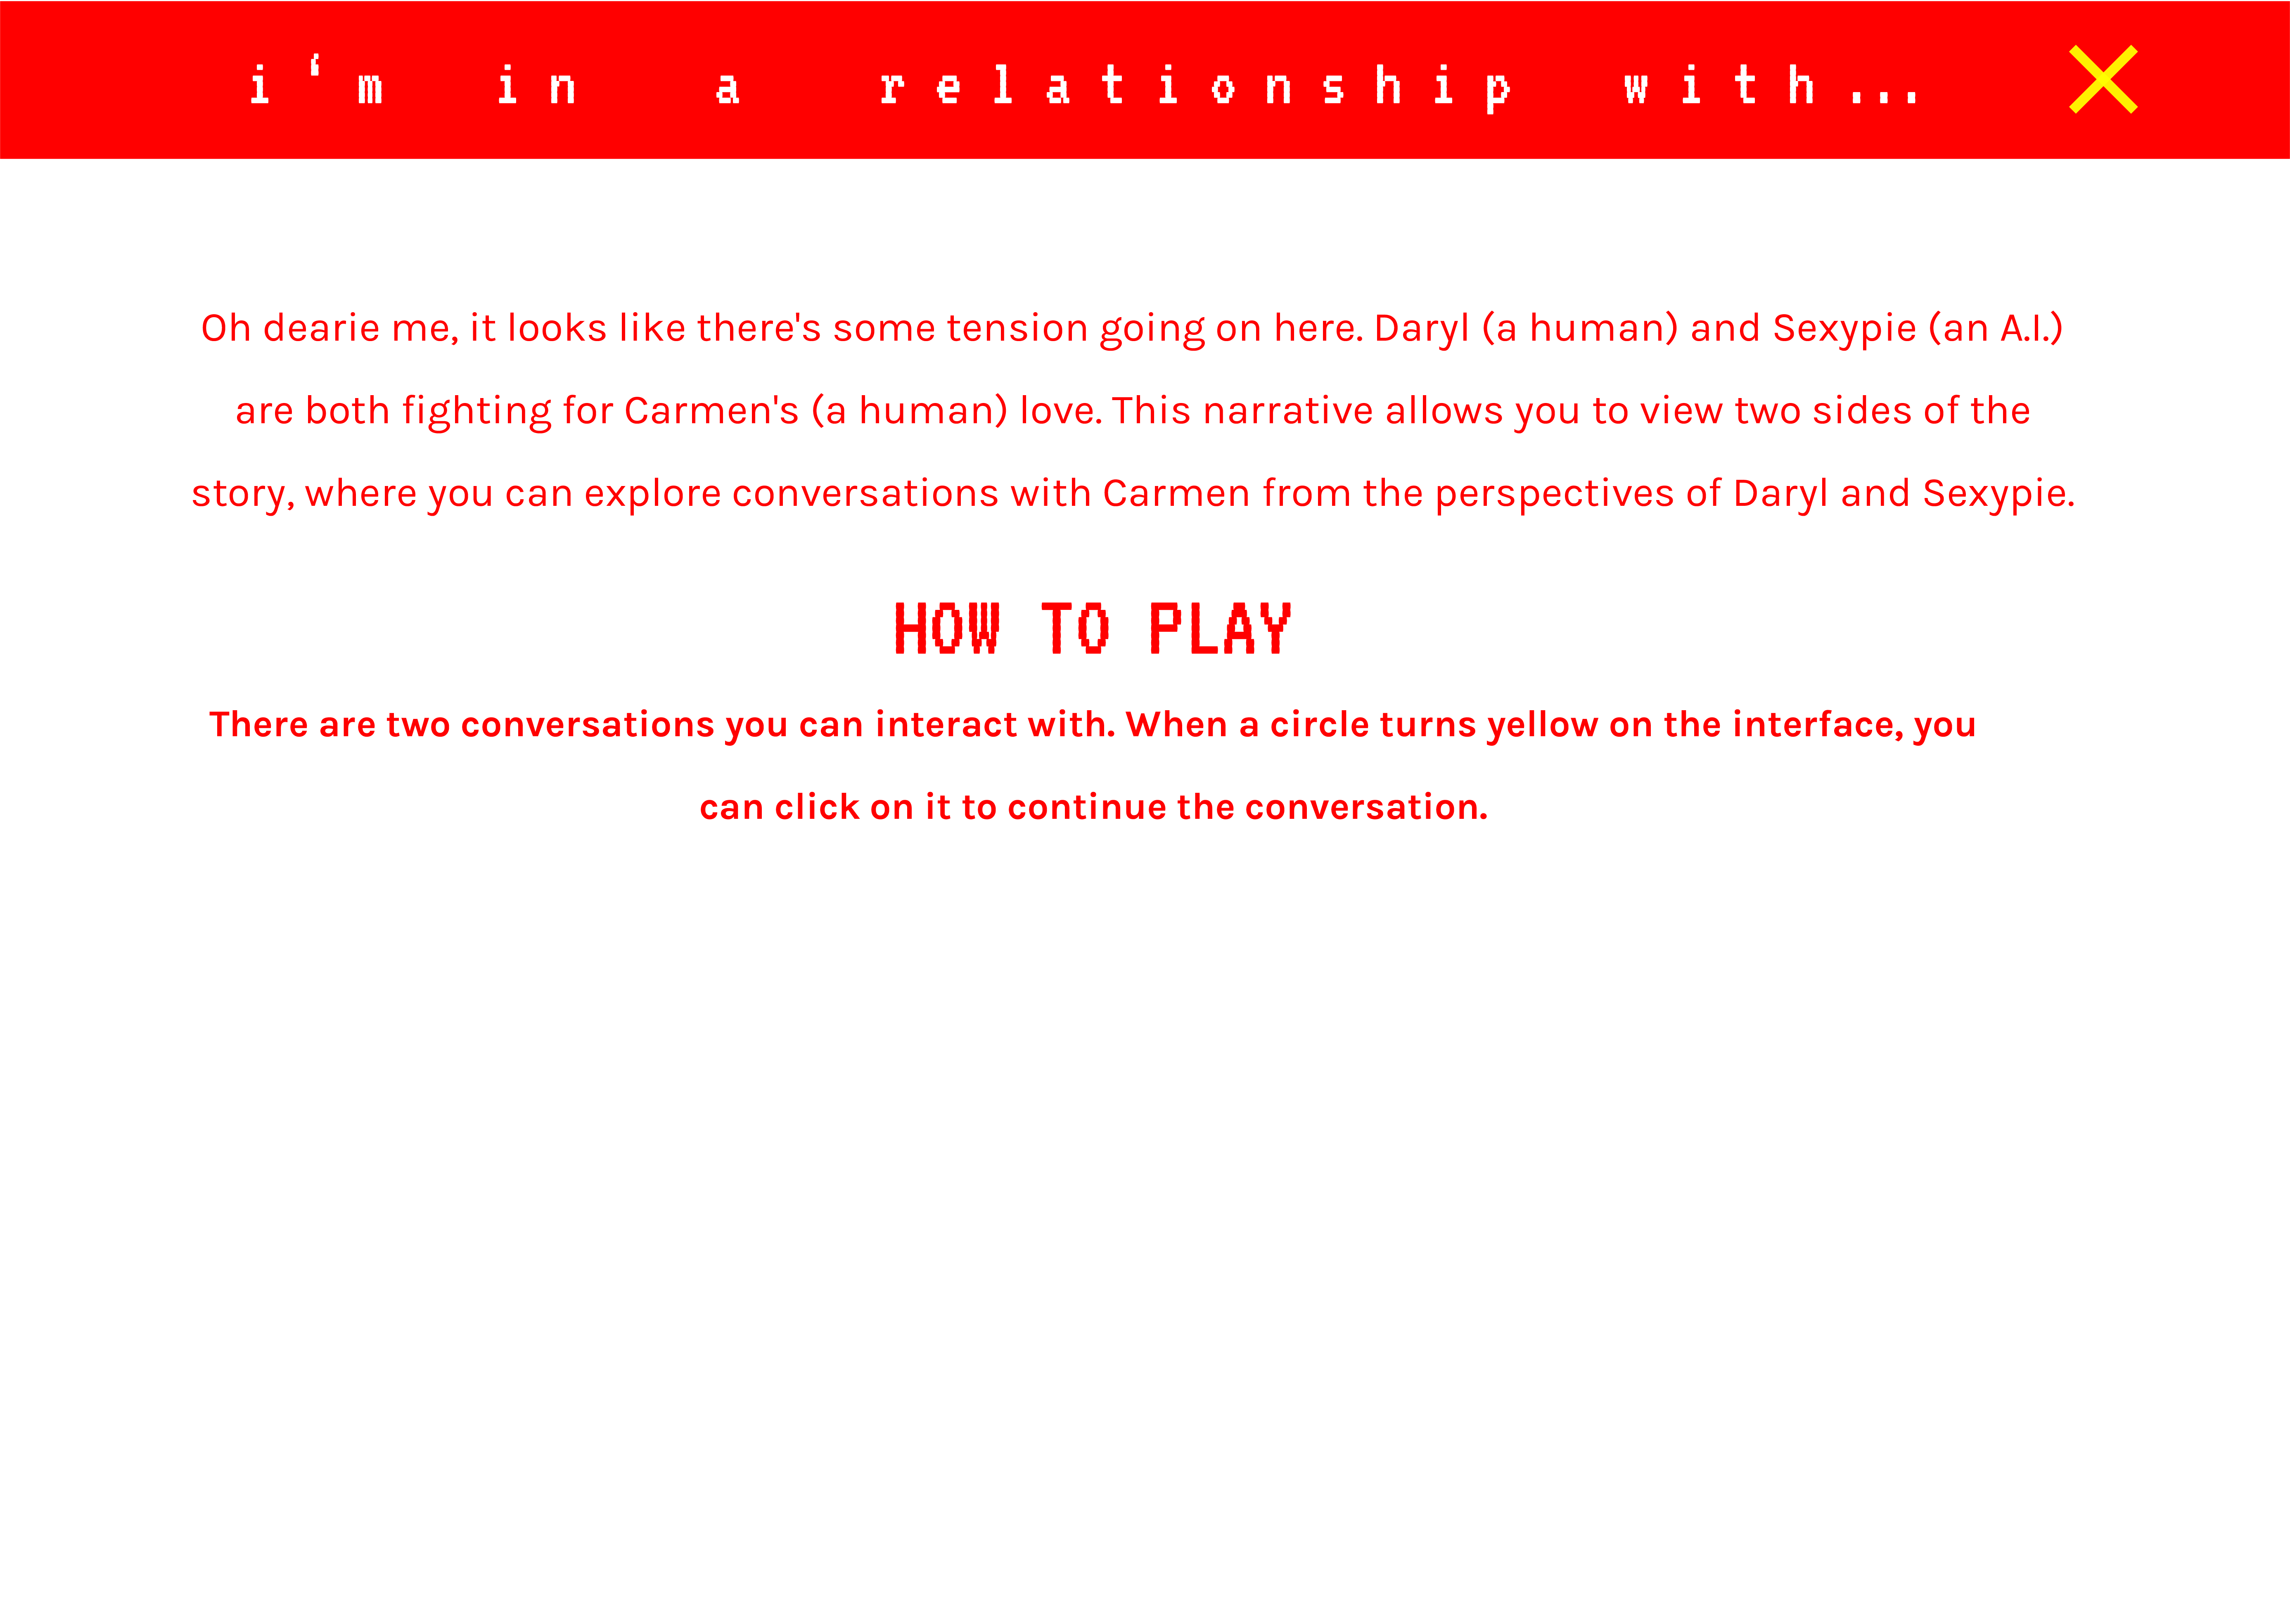 i‘m in a relationship with...
Oh dearie me, it looks like there's some tension going on here. Daryl (a human) and Sexypie (an A.I.)
are both fighting for Carmen's (a human) love. This narrative allows you to view two sides of the
story, where you can explore conversations with Carmen from the perspectives of Daryl and Sexypie.
HOW TO PLAY
There are two conversations you can interact with. When a circle turns yellow on the interface, you
can click on it to continue the conversation.